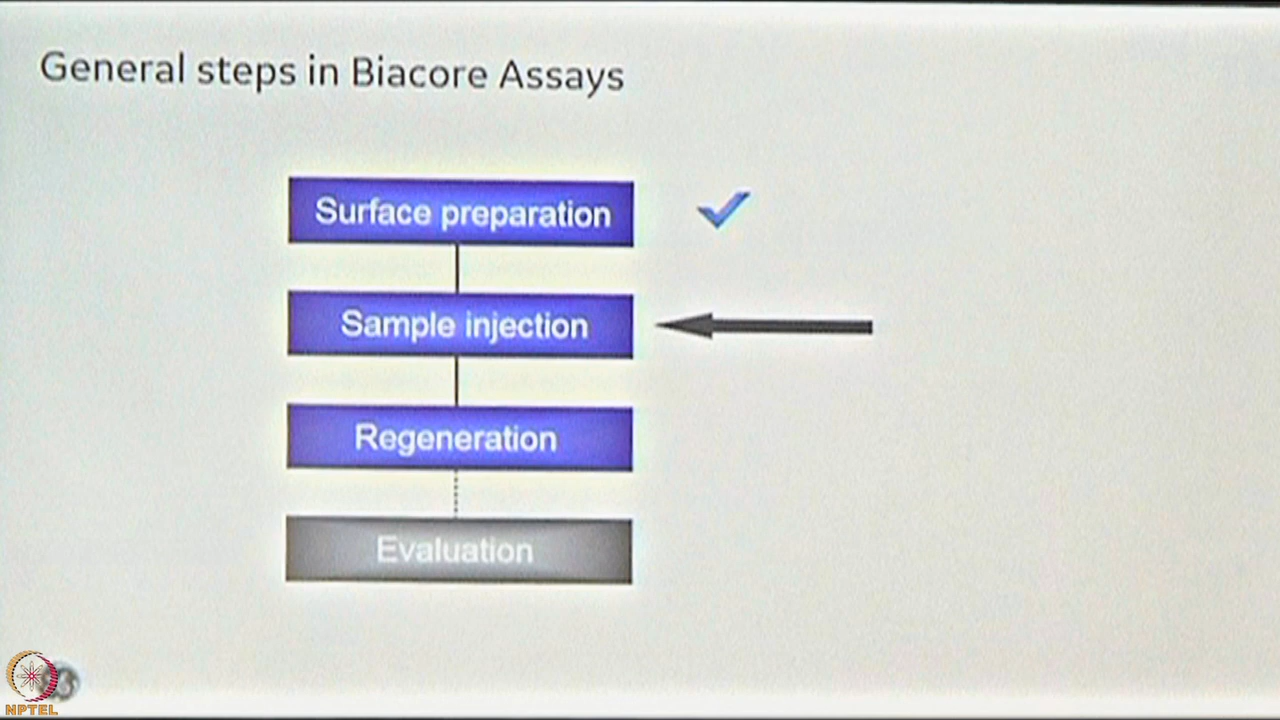 General steps in Biacore Assays
Surface preparation
Sample injection
Regeneration
Evaluation
NPTEL